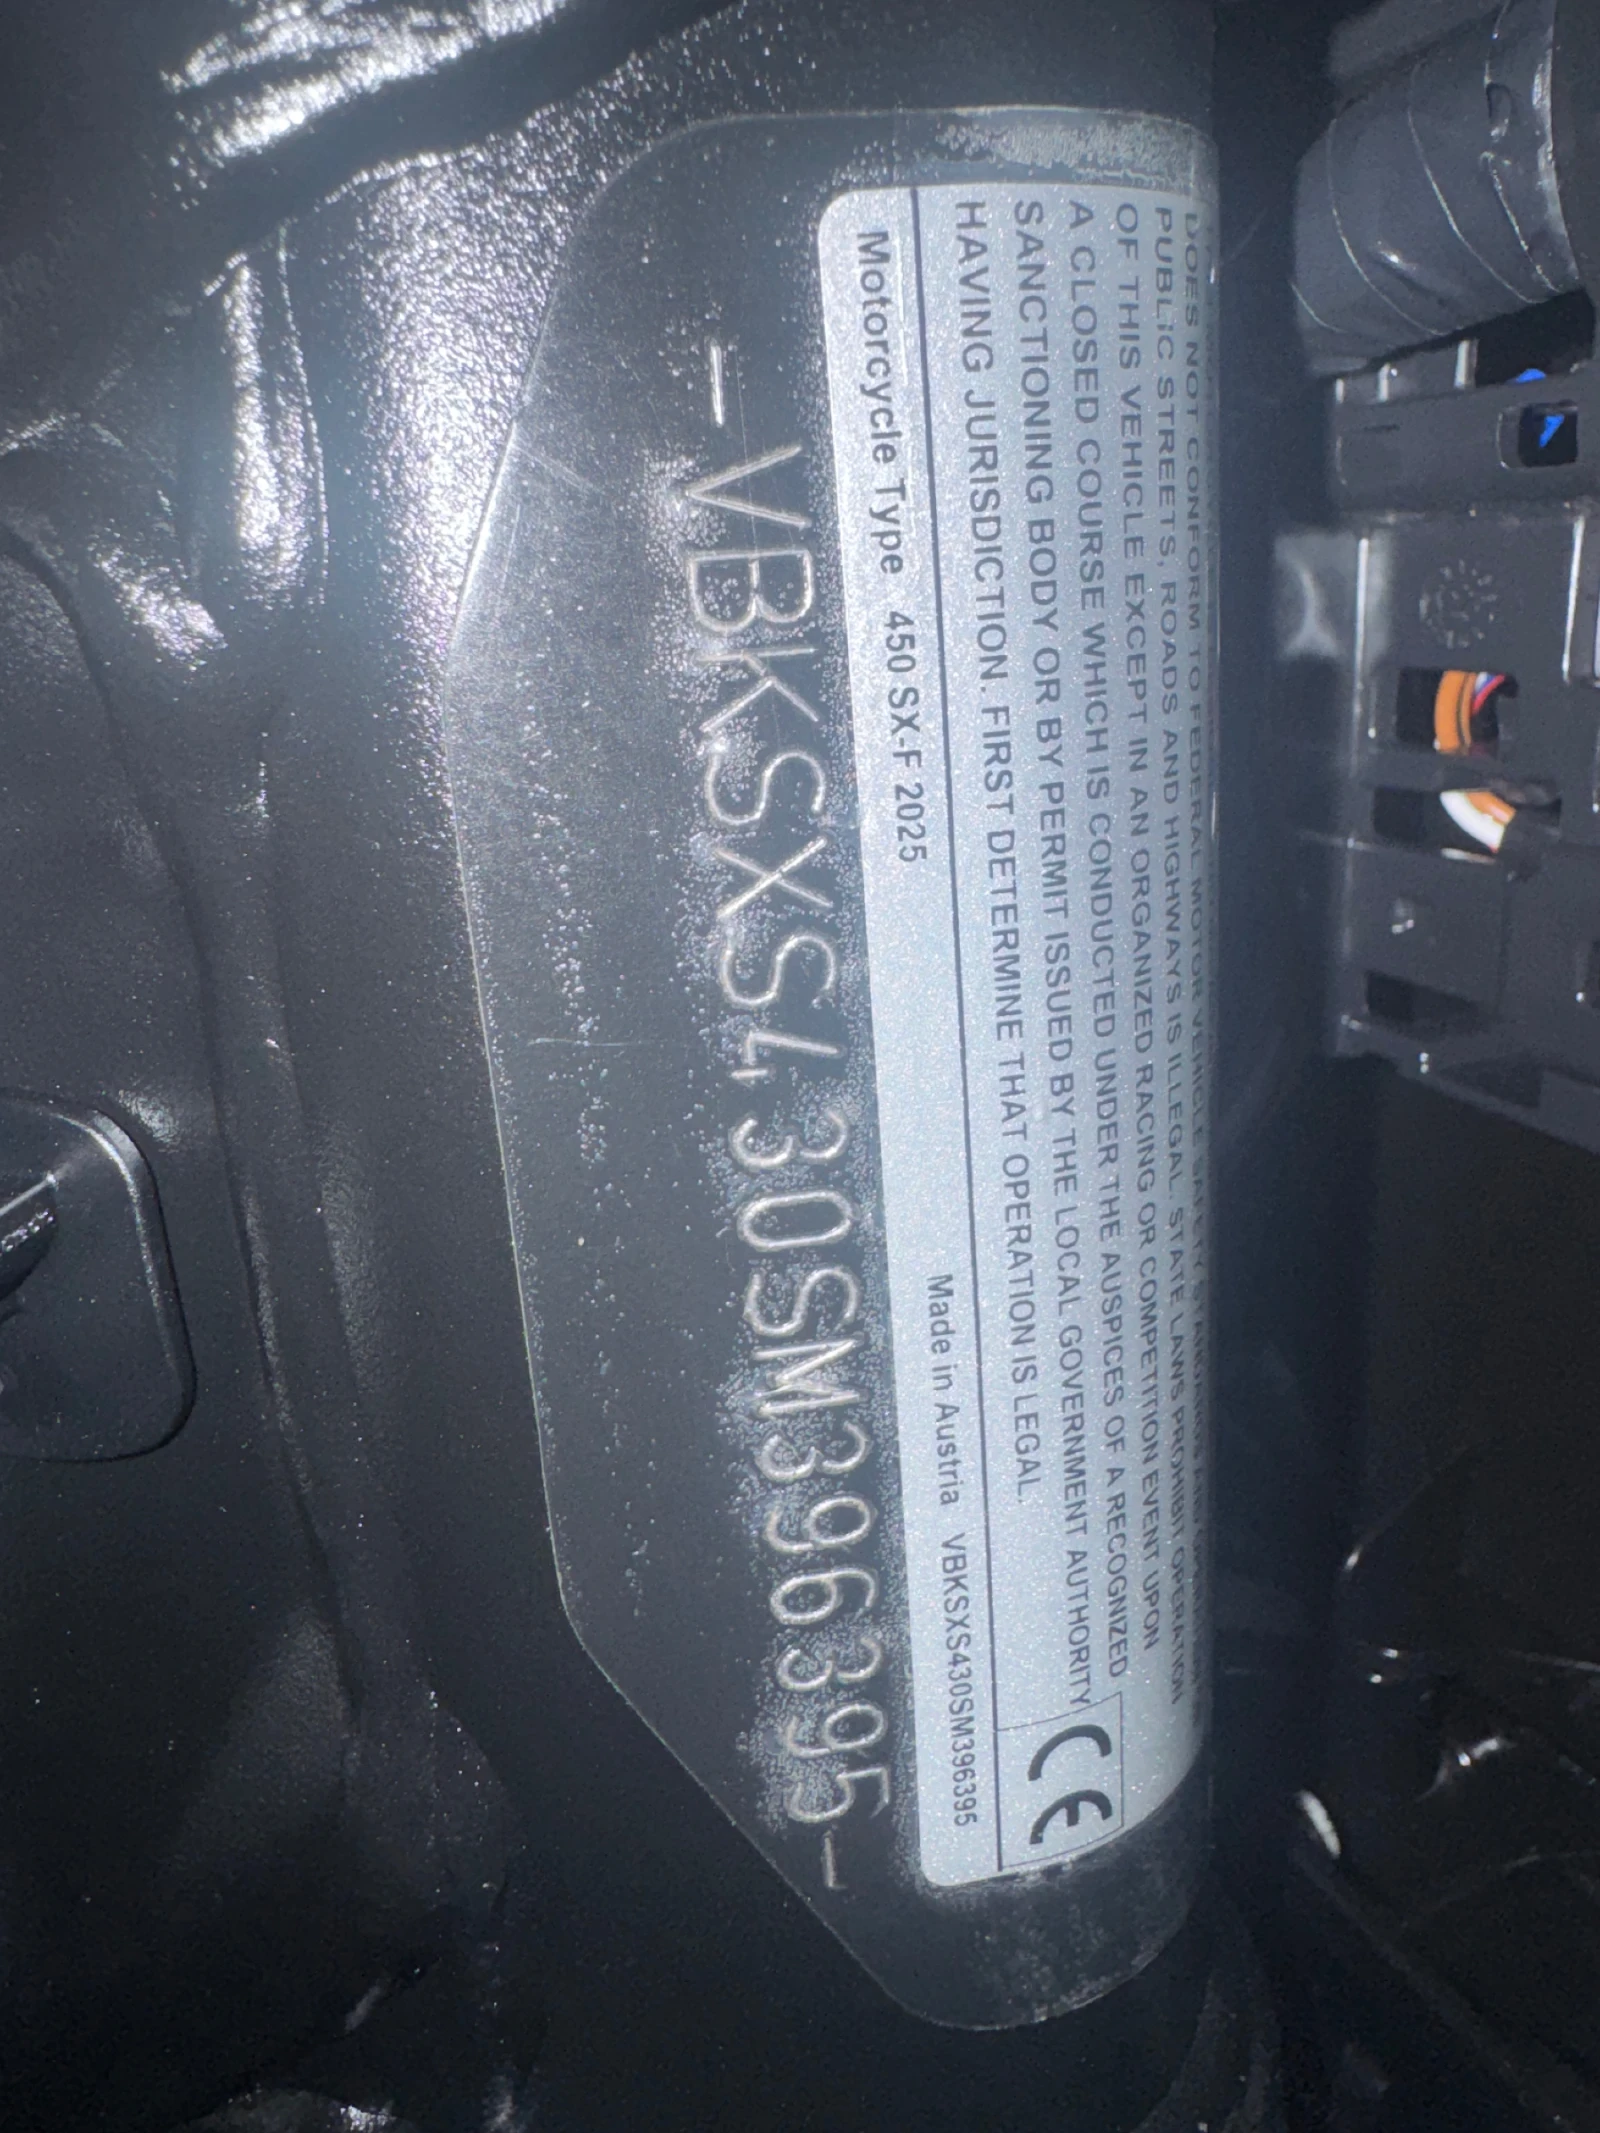 DOES NOT CONFORM TO FEDERAL MOTOR VEHICLE SAFETY STANDARDS
PUBLIC STREETS, ROADS AND HIGHWAYS IS ILLEGAL. STATE LAWS PROHIBIT OPERATION
OF THIS VEHICLE EXCEPT IN AN ORGANIZED RACING OR COMPETITION EVENT UPON
A CLOSED COURSE WHICH IS CONDUCTED UNDER THE AUSPICES OF A RECOGNIZED
SANCTIONING BODY OR BY PERMIT ISSUED BY THE LOCAL GOVERNMENT AUTHORITY
HAVING JURISDICTION. FIRST DETERMINE THAT OPERATION IS LEGAL.
CE
Motorcycle Type 450 SX-F 2025 Made in Austria VBKSXS430SM396395
-VBKSXS430SM396395-